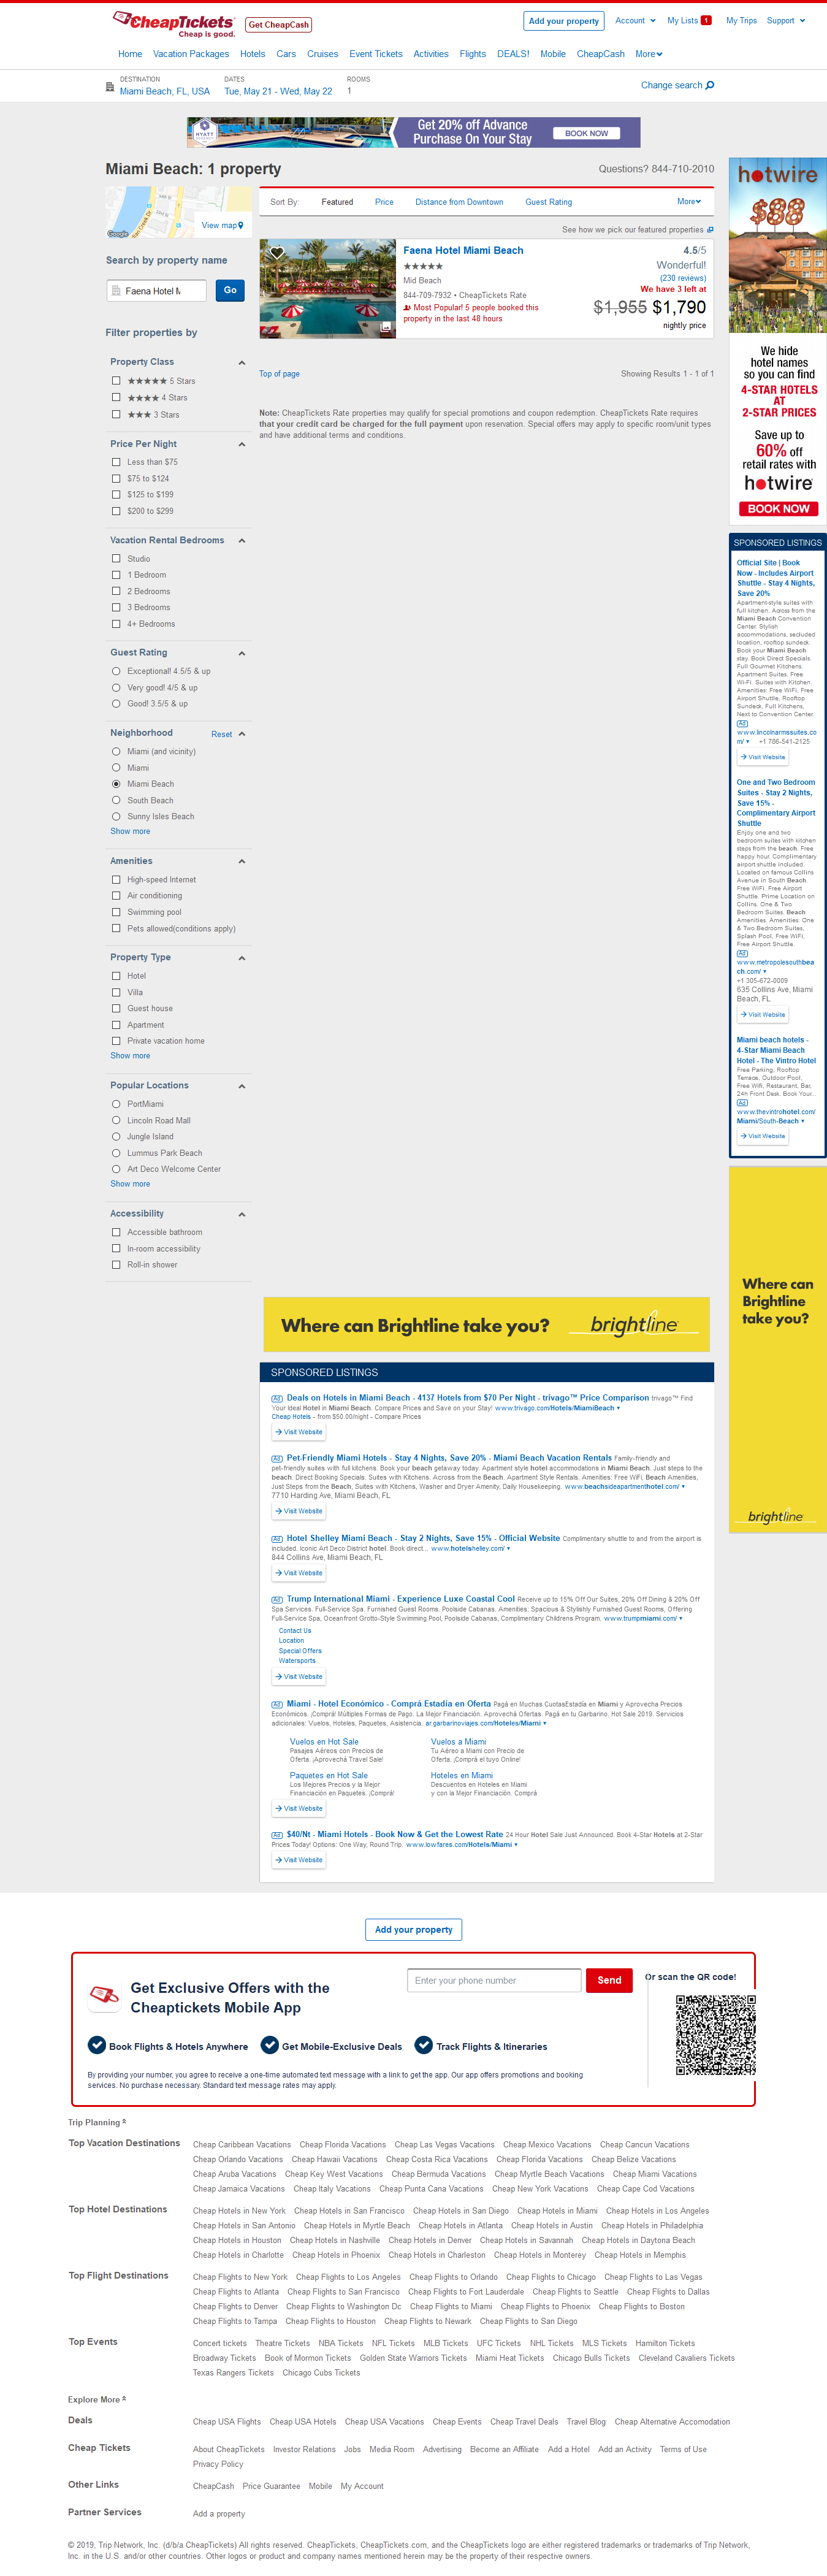 CheapTickets
Cheap is good.
Get CheapCash
Add your property
Account
My Lists 1
My Trips
Support
Home Vacation Packages Hotels Cars Cruises Event Tickets Activities Flights DEALS! Mobile CheapCash More
DESTINATION
Miami Beach, FL, USA
DATES
Tue, May 21 - Wed, May 22
ROOMS
1
Change search
HYATT
Get 20% off Advance
Purchase On Your Stay
BOOK NOW
Miami Beach: 1 property
Questions? 844-710-2010
Google
View map
Search by property name
Faena Hotel M
Go
Filter properties by
Property Class
5 Stars
4 Stars
3 Stars
Price Per Night
Less than $75
$75 to $124
$125 to $199
$200 to $299
Vacation Rental Bedrooms
Studio
1 Bedroom
2 Bedrooms
3 Bedrooms
4+ Bedrooms
Guest Rating
Exceptional! 4.5/5 & up
Very good! 4/5 & up
Good! 3.5/5 & up
Neighborhood Reset
Miami (and vicinity)
Miami
Miami Beach
South Beach
Sunny Isles Beach
Show more
Amenities
High-speed Internet
Air conditioning
Swimming pool
Pets allowed(conditions apply)
Property Type
Hotel
Villa
Guest house
Apartment
Private vacation home
Show more
Popular Locations
PortMiami
Lincoln Road Mall
Jungle Island
Lummus Park Beach
Art Deco Welcome Center
Show more
Accessibility
Accessible bathroom
In-room accessibility
Roll-in shower
Sort By: Featured Price Distance from Downtown Guest Rating More
See how we pick our featured properties
Faena Hotel Miami Beach
Mid Beach
844-709-7932 • CheapTickets Rate
Most Popular! 5 people booked this
property in the last 48 hours
4.5/5
Wonderful!
(230 reviews)
We have 3 left at
$1,955 $1,790
nightly price
Top of page
Showing Results 1 - 1 of 1
Note: CheapTickets Rate properties may qualify for special promotions and coupon redemption. CheapTickets Rate requires
that your credit card be charged for the full payment upon reservation. Special offers may apply to specific room/unit types
and have additional terms and conditions.
hotwire
$88
We hide
hotel names
so you can find
4-STAR HOTELS
AT
2-STAR PRICES
Save up to
60% off
retail rates with
hotwire
BOOK NOW
SPONSORED LISTINGS
Official Site | Book
Now - Includes Airport
Shuttle - Stay 4 Nights,
Save 20%
Apartment-style suites with
full kitchen. Across from the
Miami Beach Convention
Center. Stylish
accommodations, secluded
location, rooftop sundeck.
Book your Miami Beach
stay. Book Direct Specials.
Full Gourmet Kitchens.
Apartment Suites. Free
Wi-Fi. Suites with Kitchen.
Amenities: Free WiFi, Free
Airport Shuttle, Rooftop
Sundeck, Full Kitchens,
Next to Convention Center.
Ad
www.lincolnarmssuites.co
m/ +1 786-541-2125
Visit Website
One and Two Bedroom
Suites - Stay 2 Nights,
Save 15% -
Complimentary Airport
Shuttle
Enjoy one and two
bedroom suites with kitchen
steps from the beach. Free
happy hour. Complimentary
airport shuttle included.
Located on famous Collins
Avenue in South Beach.
Free WiFi. Free Airport
Shuttle. Prime Location on
Collins. One & Two
Bedroom Suites. Beach
Amenities. Amenities: One
& Two Bedroom Suites,
Splash Pool, Free WiFi,
Free Airport Shuttle.
Ad
www.metropolesouthbea
ch.com/
+1 305-672-0009
635 Collins Ave, Miami
Beach, FL
Visit Website
Miami beach hotels -
4-Star Miami Beach
Hotel - The Vintro Hotel
Free Parking, Rooftop
Terrace, Outdoor Pool,
Free Wifi, Restaurant, Bar,
24h Front Desk. Book Your...
Ad
www.thevintrohotel.com/
Miami/South-Beach
Visit Website
Where can
Brightline
take you?
brightline
Where can Brightline take you?
brightline
SPONSORED LISTINGS
Ad Deals on Hotels in Miami Beach - 4137 Hotels from $70 Per Night - trivago™ Price Comparison trivago™ Find
Your Ideal Hotel in Miami Beach. Compare Prices and Save on your Stay! www.trivago.com/Hotels/MiamiBeach
Cheap Hotels - from $50.00/night - Compare Prices
Visit Website
Ad Pet-Friendly Miami Hotels - Stay 4 Nights, Save 20% - Miami Beach Vacation Rentals Family-friendly and
pet-friendly suites with full kitchens. Book your beach getaway today. Apartment style hotel accommodations in Miami Beach. Just steps to the
beach. Direct Booking Specials. Suites with Kitchens. Across from the Beach. Apartment Style Rentals. Amenities: Free WiFi, Beach Amenities,
Just Steps from the Beach, Suites with Kitchens, Washer and Dryer Amenity, Daily Housekeeping. www.beachsideapartmenthotel.com/
7710 Harding Ave, Miami Beach, FL
Visit Website
Ad Hotel Shelley Miami Beach - Stay 2 Nights, Save 15% - Official Website Complimentary shuttle to and from the airport is
included. Iconic Art Deco District hotel. Book direct... www.hotelshelley.com/
844 Collins Ave, Miami Beach, FL
Visit Website
Ad Trump International Miami - Experience Luxe Coastal Cool Receive up to 15% Off Our Suites, 20% Off Dining & 20% Off
Spa Services. Full-Service Spa. Furnished Guest Rooms. Poolside Cabanas. Amenities: Spacious & Stylishly Furnished Guest Rooms, Offering
Full-Service Spa, Oceanfront Grotto-Style Swimming Pool, Poolside Cabanas, Complimentary Childrens Program. www.trumpmiami.com/
Contact Us
Location
Special Offers
Watersports
Visit Website
Ad Miami - Hotel Económico - Comprá Estadía en Oferta Pagá en Muchas CuotasEstadía en Miami y Aprovecha Precios
Económicos. ¡Comprá! Múltiples Formas de Pago. La Mejor Financiación. Aprovechá Ofertas. Pagá en tu Garbarino. Hot Sale 2019. Servicios
adicionales: Vuelos, Hoteles, Paquetes, Asistencia. ar.garbarinoviajes.com/Hoteles/Miami
Vuelos en Hot Sale
Pasajes Aéreos con Precios de
Oferta. ¡Aprovechá Travel Sale!
Vuelos a Miami
Tu Aéreo a Miami con Precio de
Oferta. ¡Comprá el tuyo Online!
Paquetes en Hot Sale
Los Mejores Precios y la Mejor
Financiación en Paquetes. ¡Comprá!
Hoteles en Miami
Descuentos en Hoteles en Miami
y con la Mejor Financiación. Comprá
Visit Website
Ad $40/Nt - Miami Hotels - Book Now & Get the Lowest Rate 24 Hour Hotel Sale Just Announced. Book 4-Star Hotels at 2-Star
Prices Today! Options: One Way, Round Trip. www.lowfares.com/Hotels/Miami
Visit Website
Add your property
Get Exclusive Offers with the
Cheaptickets Mobile App
Enter your phone number
Send
Or scan the QR code!
Book Flights & Hotels Anywhere
Get Mobile-Exclusive Deals
Track Flights & Itineraries
By providing your number, you agree to receive a one-time automated text message with a link to get the app. Our app offers promotions and booking
services. No purchase necessary. Standard text message rates may apply.
Trip Planning
Top Vacation Destinations
Cheap Caribbean Vacations Cheap Florida Vacations Cheap Las Vegas Vacations Cheap Mexico Vacations Cheap Cancun Vacations
Cheap Orlando Vacations Cheap Hawaii Vacations Cheap Costa Rica Vacations Cheap Florida Vacations Cheap Belize Vacations
Cheap Aruba Vacations Cheap Key West Vacations Cheap Bermuda Vacations Cheap Myrtle Beach Vacations Cheap Miami Vacations
Cheap Jamaica Vacations Cheap Italy Vacations Cheap Punta Cana Vacations Cheap New York Vacations Cheap Cape Cod Vacations
Top Hotel Destinations
Cheap Hotels in New York Cheap Hotels in San Francisco Cheap Hotels in San Diego Cheap Hotels in Miami Cheap Hotels in Los Angeles
Cheap Hotels in San Antonio Cheap Hotels in Myrtle Beach Cheap Hotels in Atlanta Cheap Hotels in Austin Cheap Hotels in Philadelphia
Cheap Hotels in Houston Cheap Hotels in Nashville Cheap Hotels in Denver Cheap Hotels in Savannah Cheap Hotels in Daytona Beach
Cheap Hotels in Charlotte Cheap Hotels in Phoenix Cheap Hotels in Charleston Cheap Hotels in Monterey Cheap Hotels in Memphis
Top Flight Destinations
Cheap Flights to New York Cheap Flights to Los Angeles Cheap Flights to Orlando Cheap Flights to Chicago Cheap Flights to Las Vegas
Cheap Flights to Atlanta Cheap Flights to San Francisco Cheap Flights to Fort Lauderdale Cheap Flights to Seattle Cheap Flights to Dallas
Cheap Flights to Denver Cheap Flights to Washington Dc Cheap Flights to Miami Cheap Flights to Phoenix Cheap Flights to Boston
Cheap Flights to Tampa Cheap Flights to Houston Cheap Flights to Newark Cheap Flights to San Diego
Top Events
Concert tickets Theatre Tickets NBA Tickets NFL Tickets MLB Tickets UFC Tickets NHL Tickets MLS Tickets Hamilton Tickets
Broadway Tickets Book of Mormon Tickets Golden State Warriors Tickets Miami Heat Tickets Chicago Bulls Tickets Cleveland Cavaliers Tickets
Texas Rangers Tickets Chicago Cubs Tickets
Explore More
Deals
Cheap USA Flights Cheap USA Hotels Cheap USA Vacations Cheap Events Cheap Travel Deals Travel Blog Cheap Alternative Accomodation
Cheap Tickets
About CheapTickets Investor Relations Jobs Media Room Advertising Become an Affiliate Add a Hotel Add an Activity Terms of Use
Privacy Policy
Other Links
CheapCash Price Guarantee Mobile My Account
Partner Services
Add a property
© 2019, Trip Network, Inc. (d/b/a CheapTickets) All rights reserved. CheapTickets, CheapTickets.com, and the CheapTickets logo are either registered trademarks or trademarks of Trip Network,
Inc. in the U.S. and/or other countries. Other logos or product and company names mentioned herein may be the property of their respective owners.